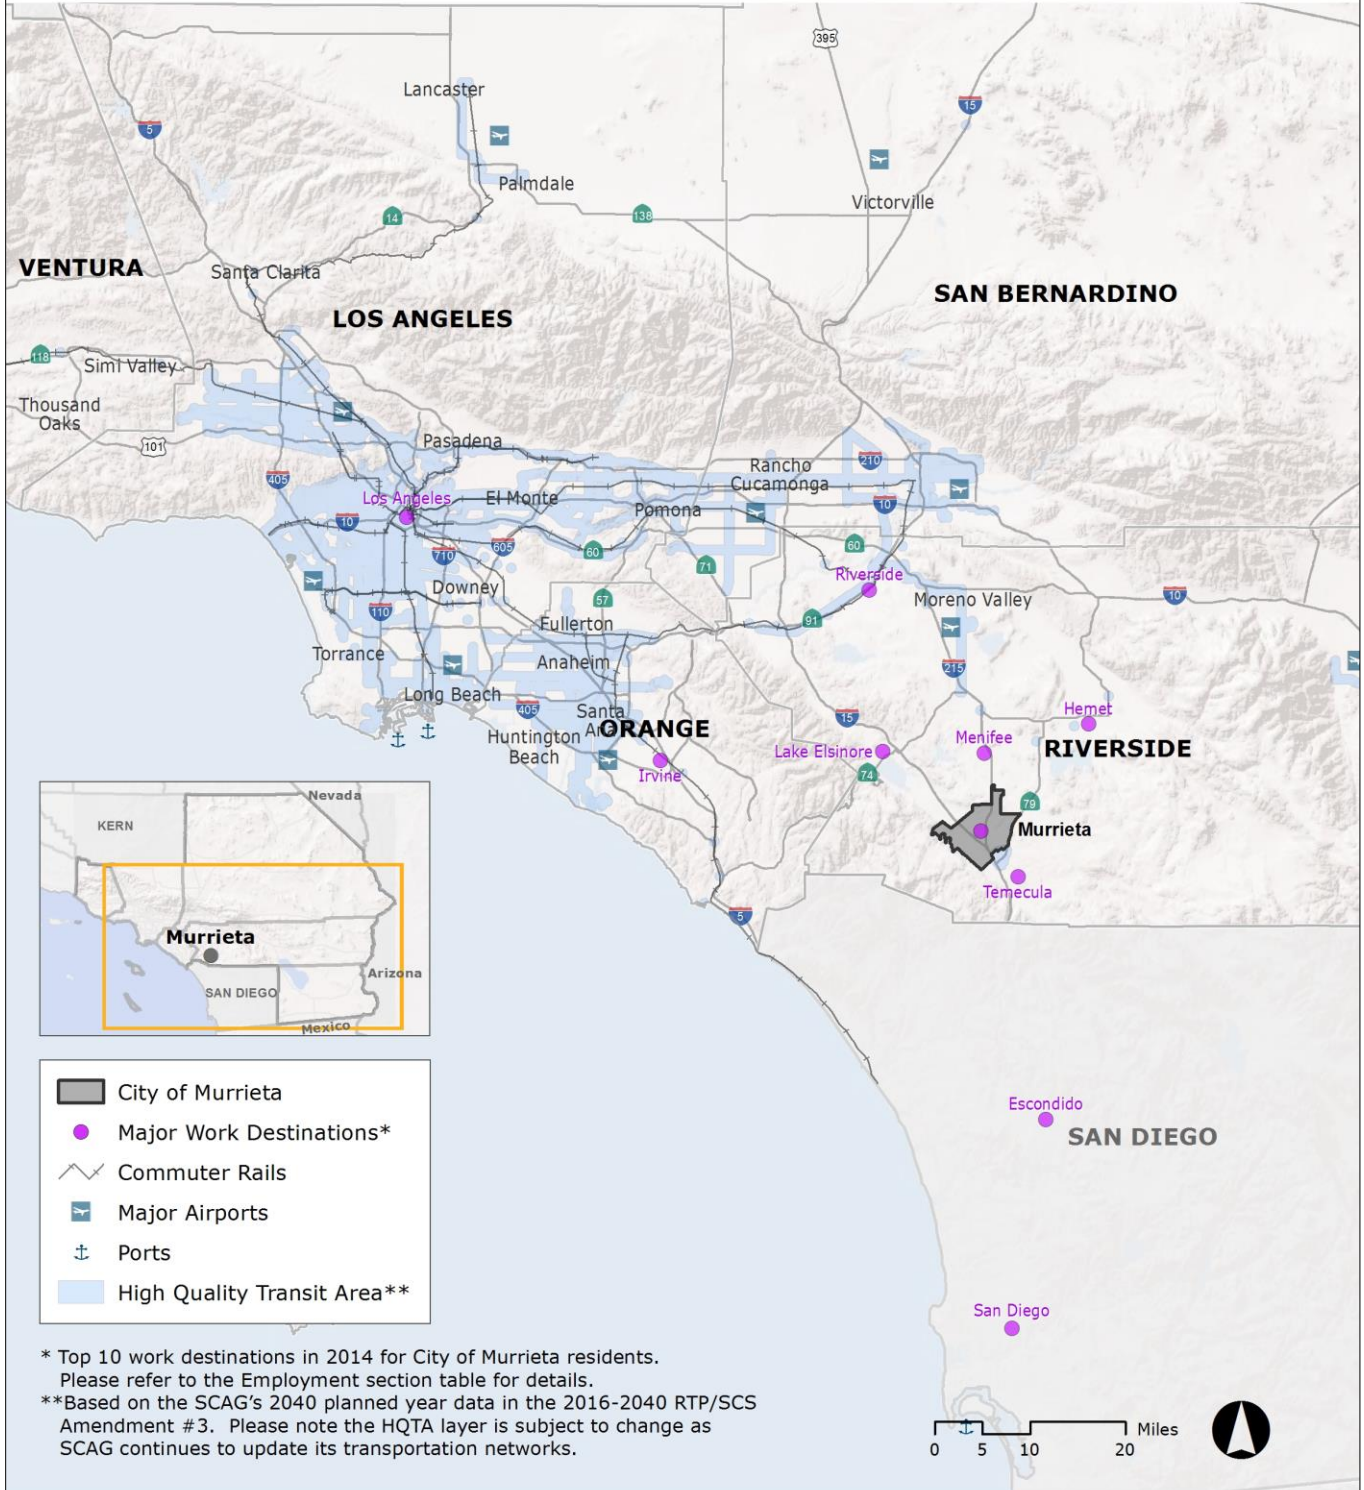 395
Lancaster
15
5
Palmdale
Victorville
14
138
VENTURA
Santa Clarita
SAN BERNARDINO
LOS ANGELES
118
Simi Valley
Thousand
Oaks
101
Pasadena
210
Rancho
Cucamonga
405
Los Angeles
El Monte
10
Pomona
10
710
605
60
60
71
Riverside
Downey
57
Moreno Valley
10
110
91
Fullerton
Torrance
Anaheim
215
Long Beach
405
Santa
Ana
ORANGE
15
Hemet
Huntington
Beach
Lake Elsinore
Menifee
RIVERSIDE
Irvine
74
79
Murrieta
Temecula
5
Nevada
KERN
Murrieta
Arizona
SAN DIEGO
Mexico
Escondido
SAN DIEGO
San Diego
City of Murrieta
Major Work Destinations*
Commuter Rails
Major Airports
Ports
High Quality Transit Area**
* Top 10 work destinations in 2014 for City of Murrieta residents.
Please refer to the Employment section table for details.
**Based on the SCAG's 2040 planned year data in the 2016-2040 RTP/SCS
Amendment #3. Please note the HQTA layer is subject to change as
SCAG continues to update its transportation networks.
Miles
0 5 10 20